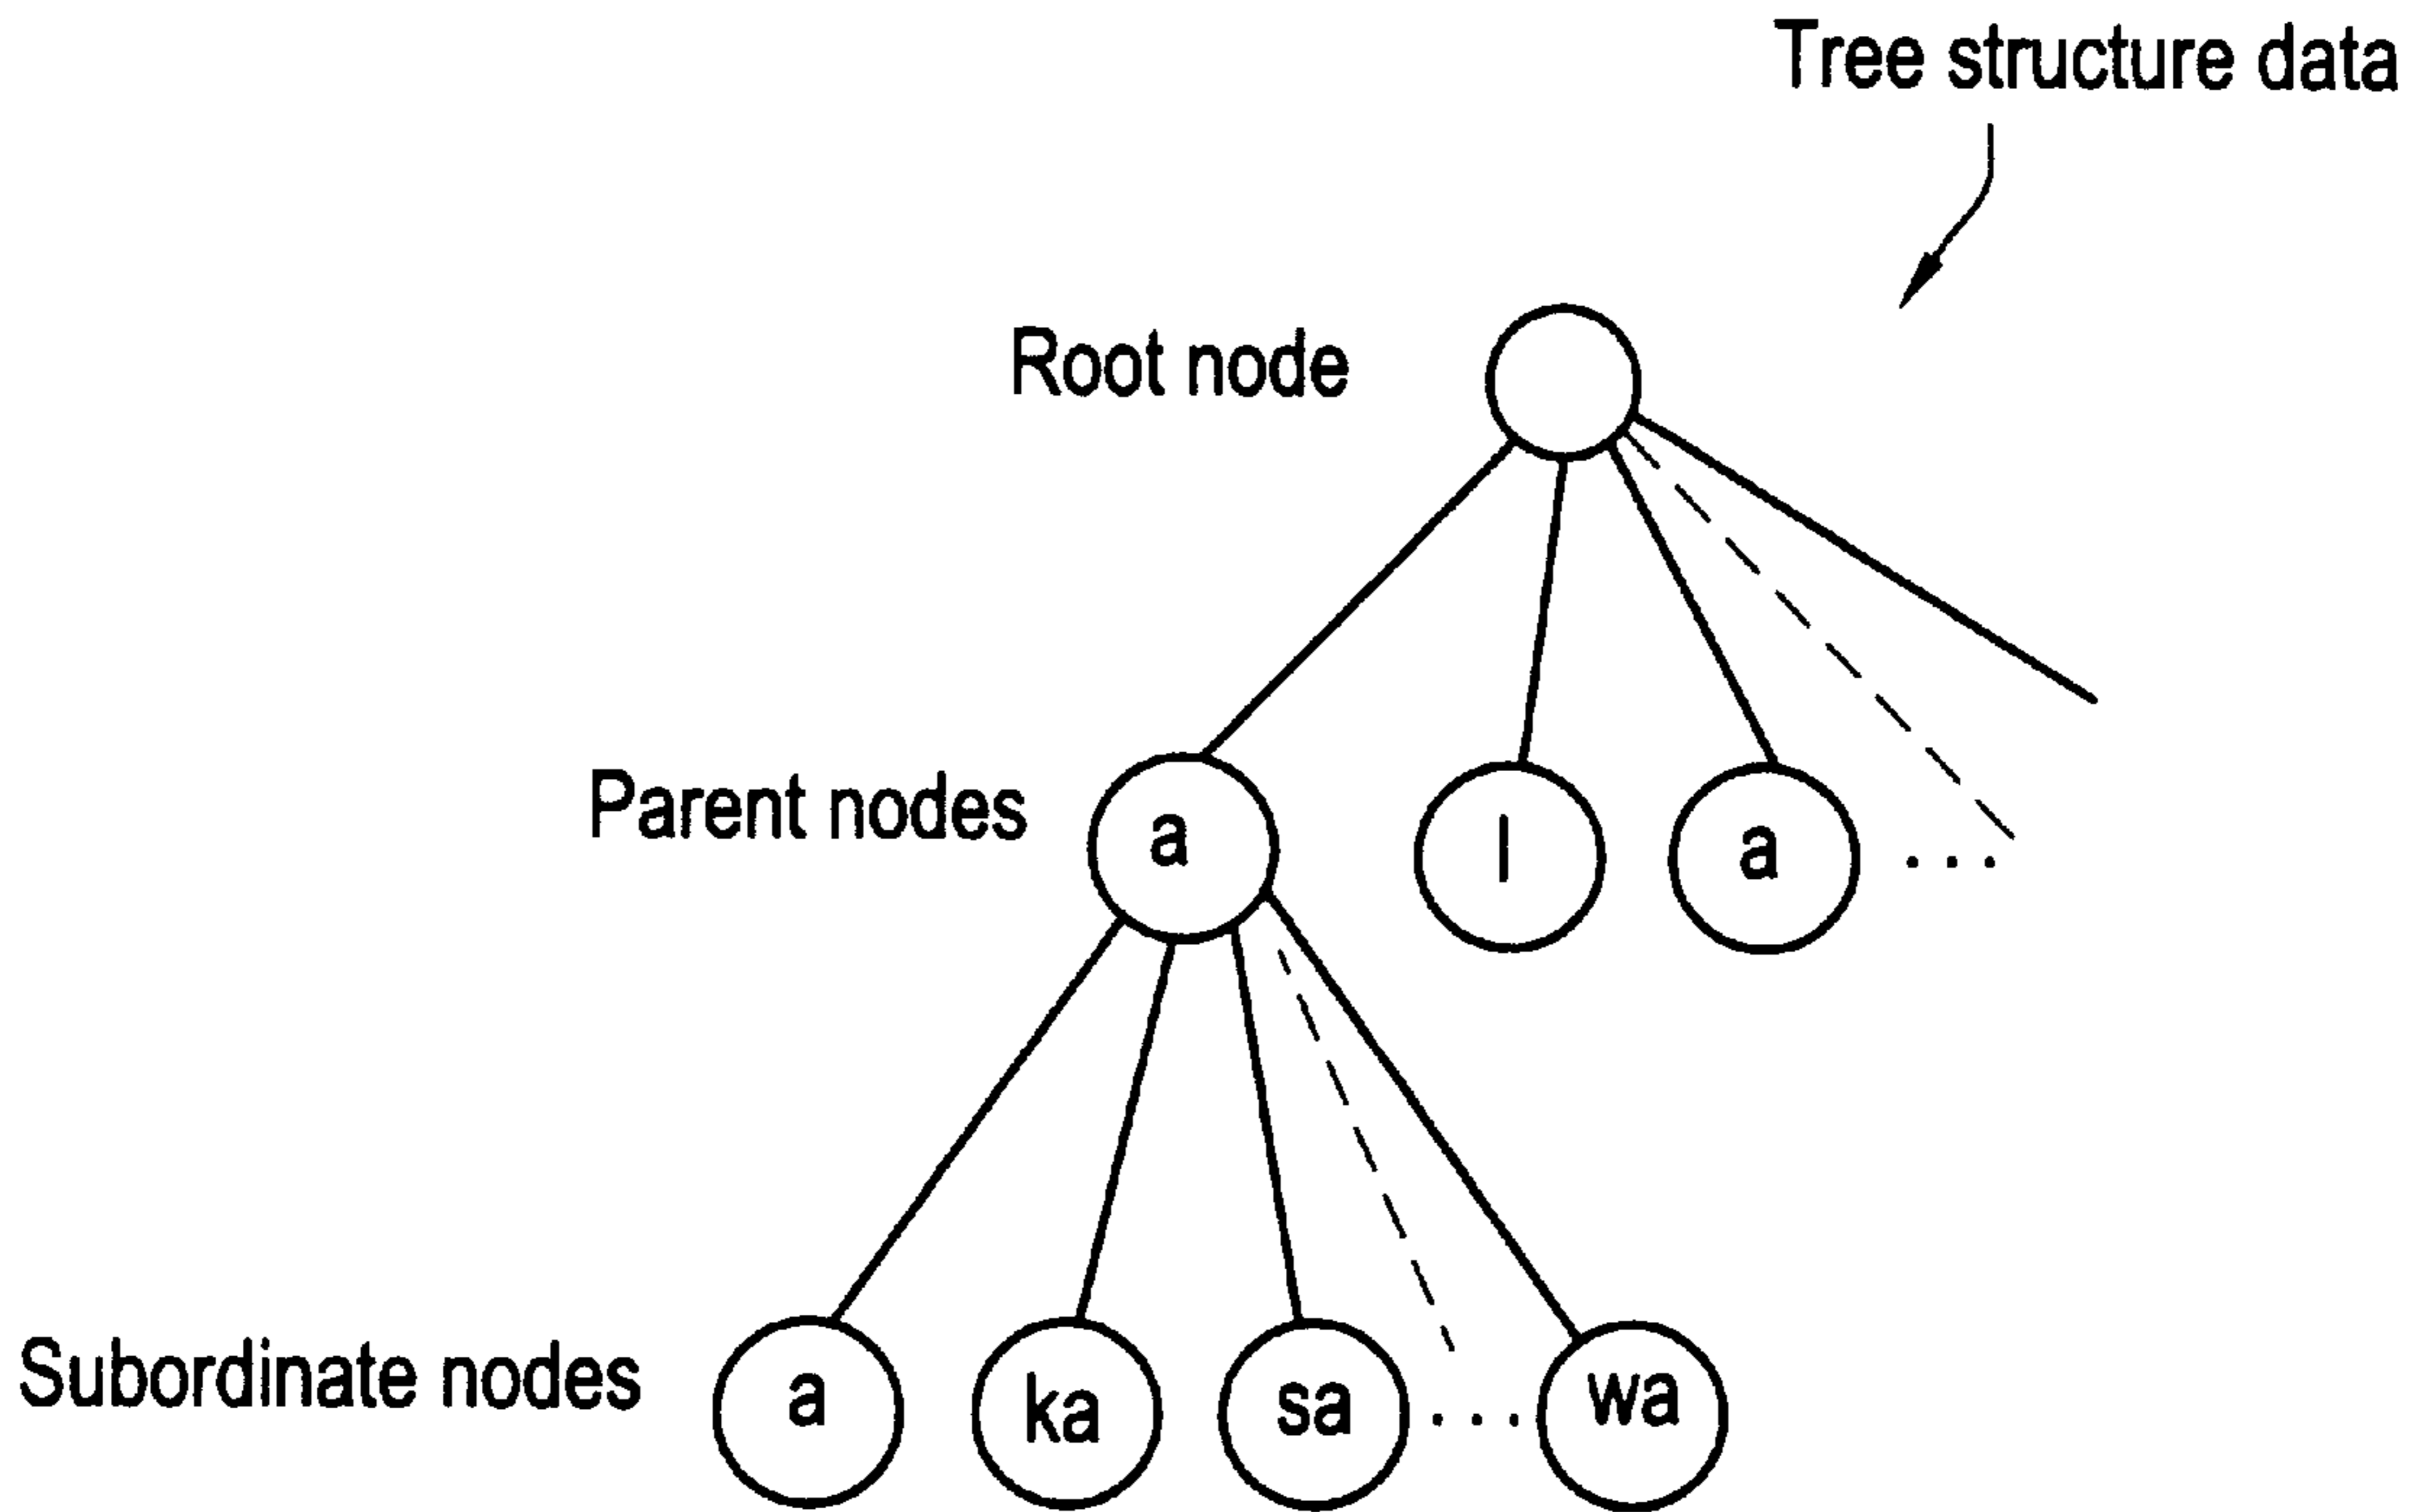 Tree structure data
Root node
Parent nodes a l a ...
Subordinate nodes a ka sa ... wa